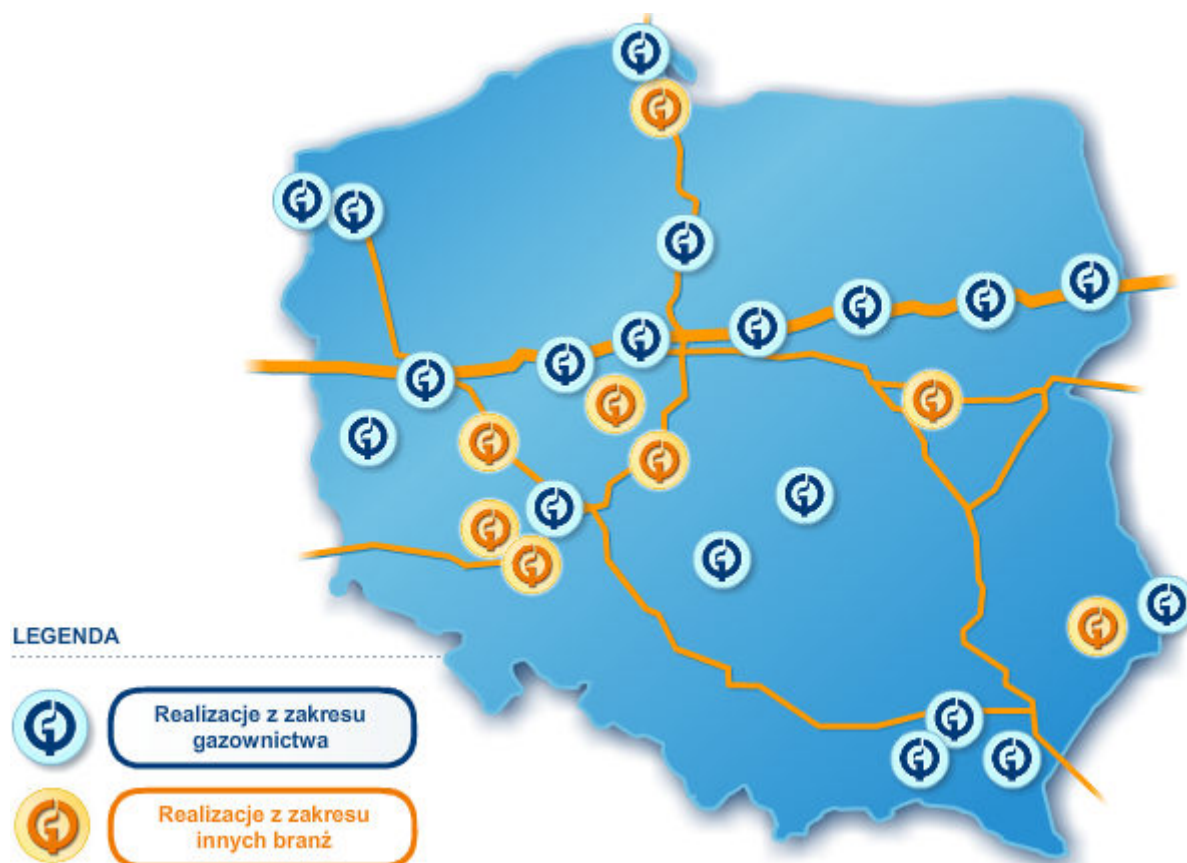 LEGENDA
Realizacje z zakresu
gazownictwa
Realizacje z zakresu
innych branż